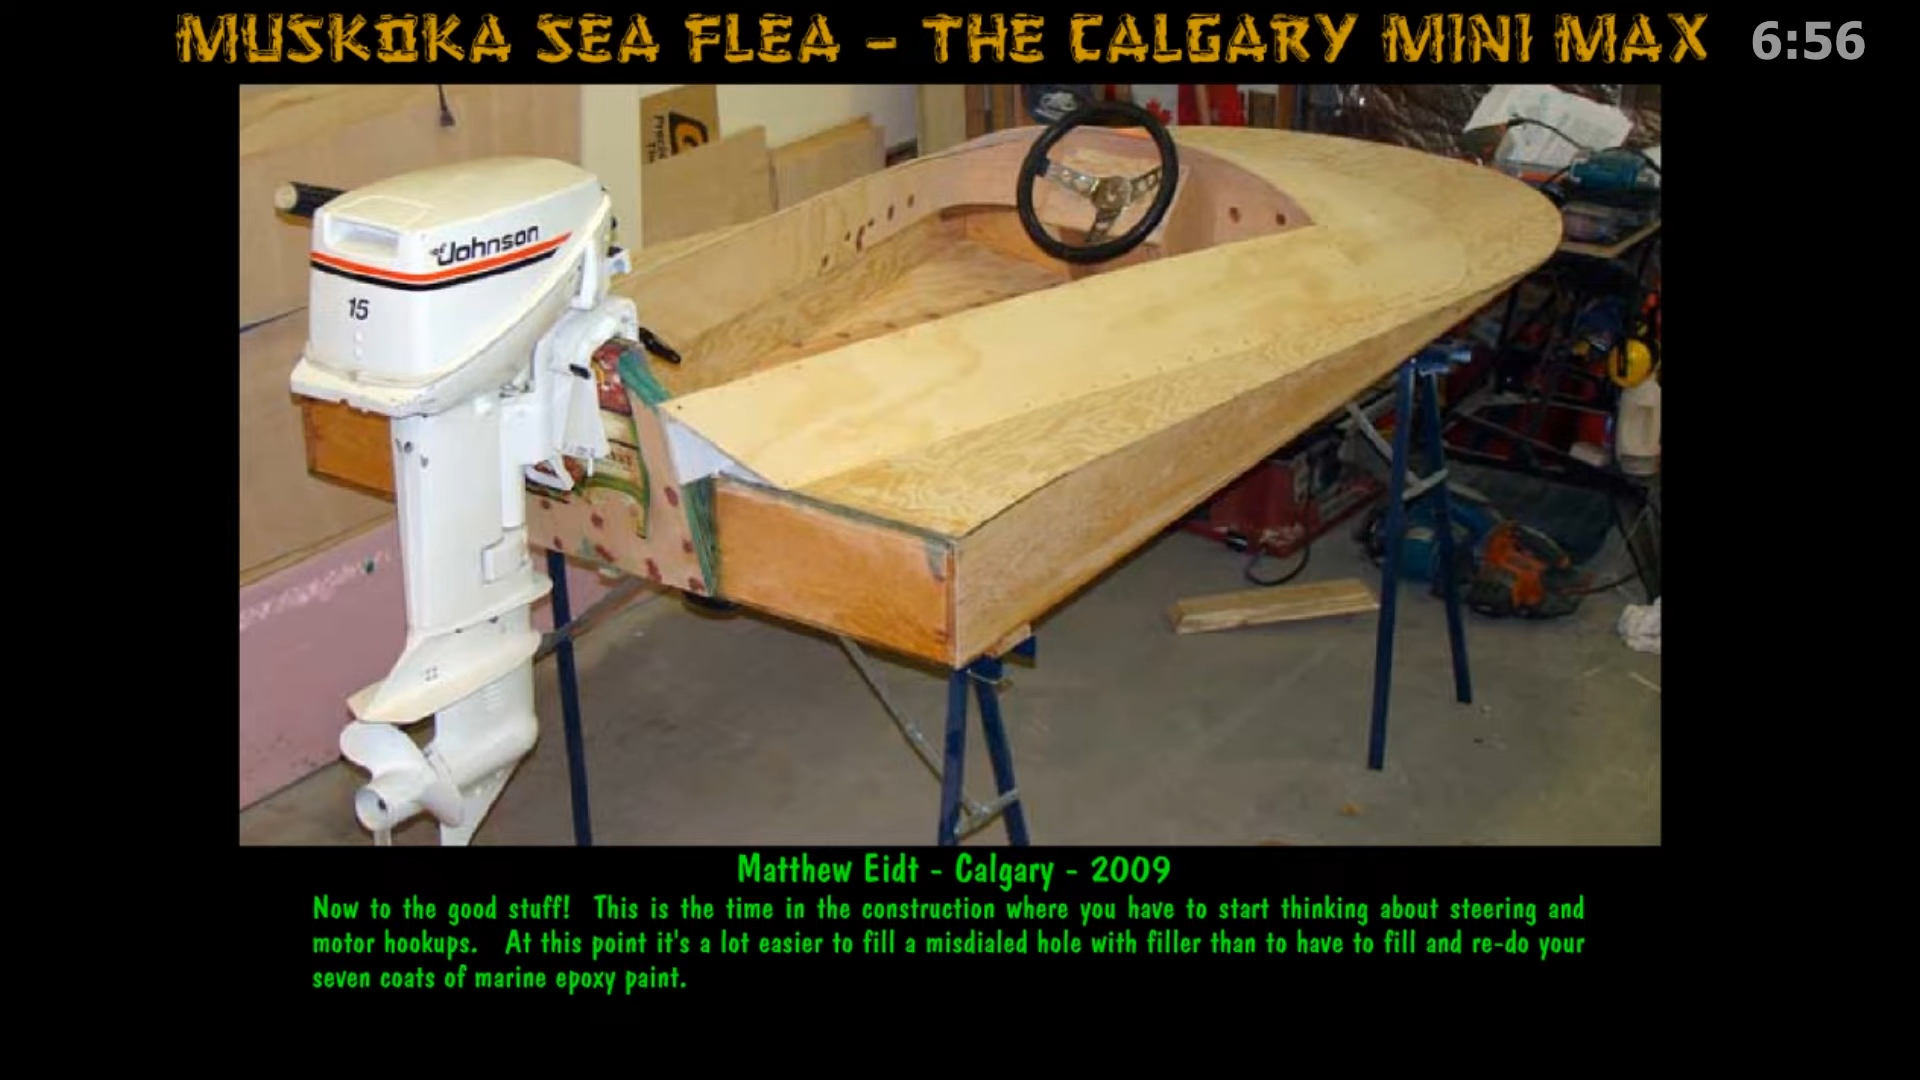 MUSKOKA SEA FLEA - THE CALGARY MINI MAX
6:56
Johnson
15
Matthew Eidt - Calgary - 2009
Now to the good stuff! This is the time in the construction where you have to start thinking about steering and
motor hookups. At this point it's a lot easier to fill a misdialed hole with filler than to have to fill and re-do your
seven coats of marine epoxy paint.